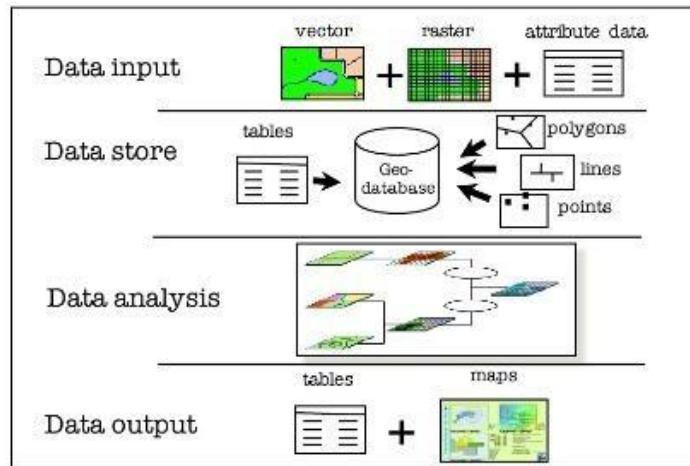 vector raster attribute data
Data input
tables polygons
Data store
Geo-
database
lines
points
Data analysis
tables maps
Data output